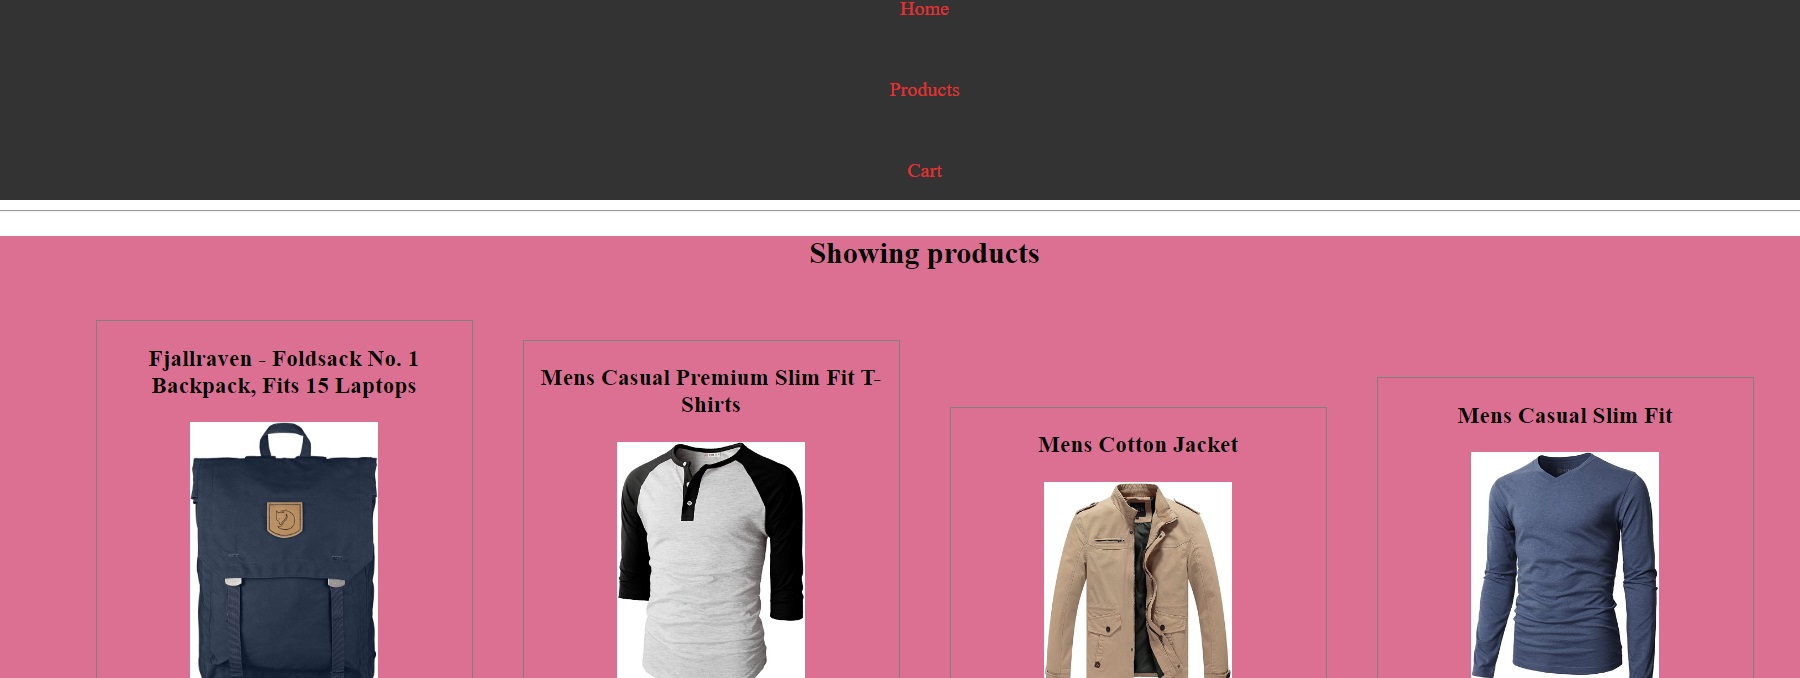 Home
Products
Cart
Showing products
Fjallraven - Foldsack No. 1
Backpack, Fits 15 Laptops
Mens Casual Premium Slim Fit T-
Shirts
Mens Cotton Jacket
Mens Casual Slim Fit